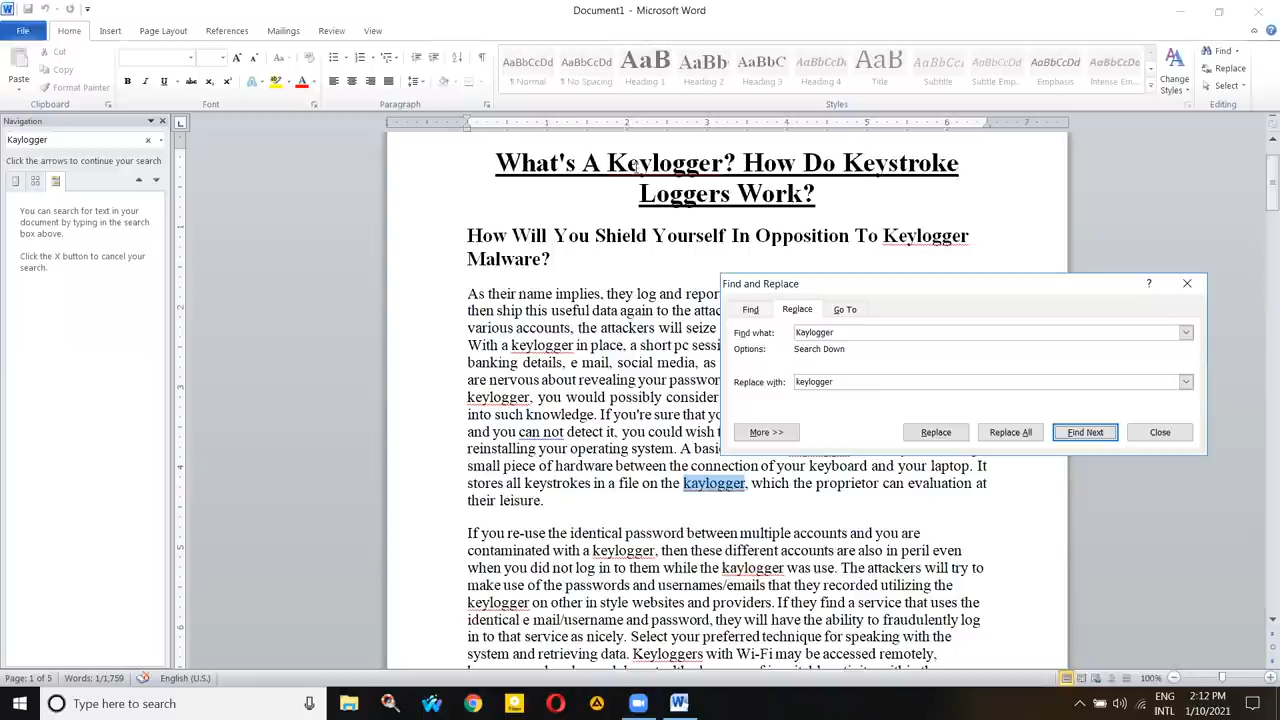 Document1 - Microsoft Word
File Home Insert Page Layout References Mailings Review View
Paste
Cut
Copy
Format Painter
Clipboard
Font
Paragraph
AaBbCcDd ¶ Normal
AaBbCcDd ¶ No Spacing
AaB Heading 1
AaBb Heading 2
AaBbC Heading 3
AaBbCcDd Heading 4
AaB Title
AaBbCcDd Subtitle
AaBbCcDd Subtle Emp...
AaBbCcDd Emphasis
AaBbCcDd Intense Em...
Change Styles
Styles
Find
Replace
Select
Editing
Navigation
Kaylogger
Click the arrows to continue your search
You can search for text in your
document by typing in the search
box above.
Click the X button to cancel your
search.
What's A Keylogger? How Do Keystroke
Loggers Work?
How Will You Shield Yourself In Opposition To Keylogger
Malware?
As their name implies, they log and repor
then ship this useful data again to the attac
various accounts, the attackers will seize
With a keylogger in place, a short pc sessi
banking details, e mail, social media, as
are nervous about revealing your passwor
keylogger, you would possibly consider
into such knowledge. If you're sure that yo
and you can not detect it, you could wish t
reinstalling your operating system. A basi
small piece of hardware between the connection of your keyboard and your laptop. It
stores all keystrokes in a file on the kaylogger, which the proprietor can evaluation at
their leisure.
If you re-use the identical password between multiple accounts and you are
contaminated with a keylogger, then these different accounts are also in peril even
when you did not log in to them while the kaylogger was use. The attackers will try to
make use of the passwords and usernames/emails that they recorded utilizing the
keylogger on other in style websites and providers. If they find a service that uses the
identical e mail/username and password, they will have the ability to fraudulently log
in to that service as nicely. Select your preferred technique for speaking with the
system and retrieving data. Keyloggers with Wi-Fi may be accessed remotely,
Find and Replace
Find Replace Go To
Find what: Kaylogger
Options: Search Down
Replace with: keylogger
More >> Replace Replace All Find Next Close
Page: 1 of 5 Words: 1/1,759 English (U.S.) 100%
Type here to search
ENG 2:12 PM
INTL 1/10/2021